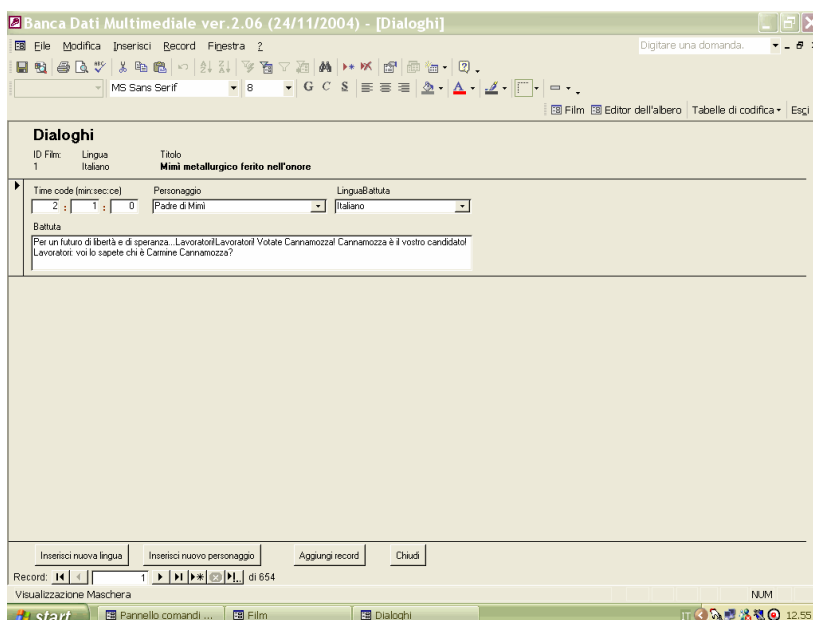 Banca Dati Multimediale ver.2.06 (24/11/2004) - [Dialoghi]
File Modifica Inserisci Record Finestra ? Digitare una domanda.
MS Sans Serif 8 G C S
Film Editor dell'albero Tabelle di codifica Esci
Dialoghi
ID Film: Lingua Titolo
1 Italiano Mimì metallurgico ferito nell'onore
Time code (min:sec:ce) Personaggio LinguaBattuta
2 : 1 : 0 Padre di Mimì Italiano
Battuta
Per un futuro di libertà e di speranza...Lavoratori!Lavoratori! Votate Cannamozza! Cannamozza è il vostro candidato!
Lavoratori: voi lo sapete chi è Carmine Cannamozza?
Inserisci nuova lingua Inserisci nuovo personaggio Aggiungi record Chiudi
Record: 1 di 654
Visualizzazione Maschera NUM
start Pannello comandi ... Film Dialoghi IT 12.55